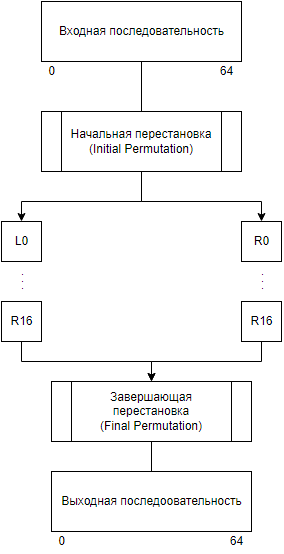 Входная последовательность
0 64
Начальная перестановка
(Initial Permutation)
L0 R0
R16 R16
Завершающая
перестановка
(Final Permutation)
Выходная последоовательность
0 64